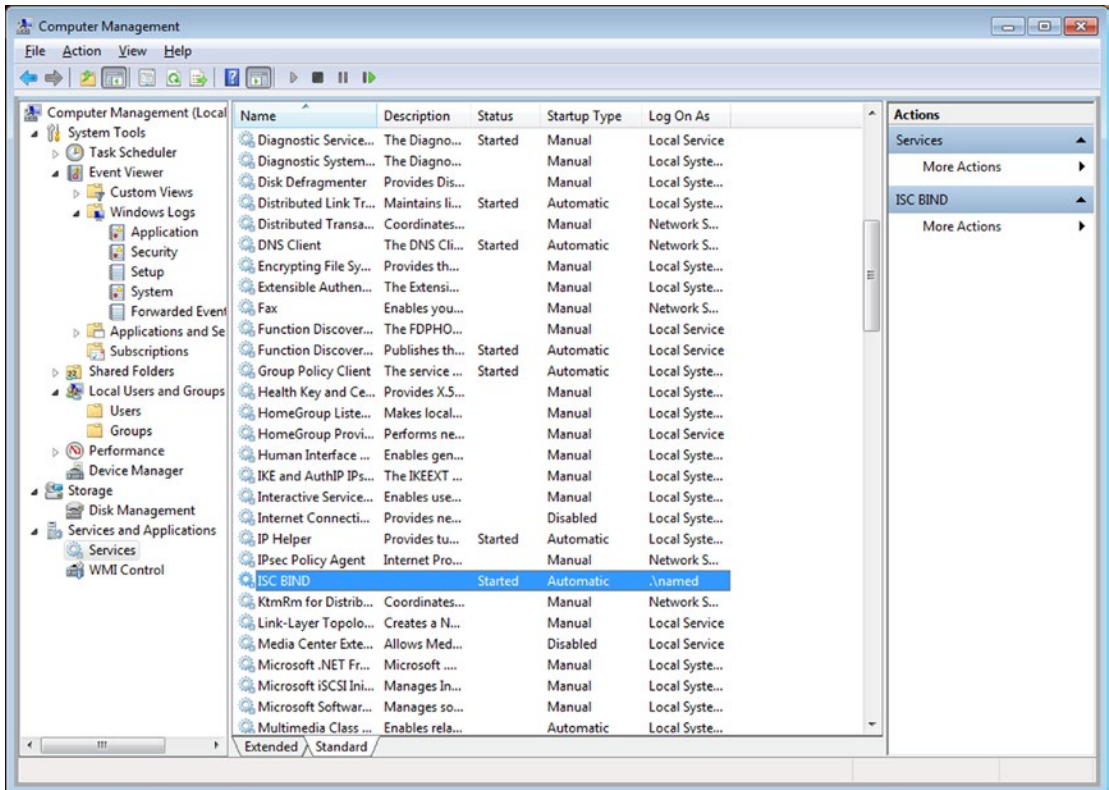 Computer Management
File Action View Help
Computer Management (Local
System Tools
Task Scheduler
Event Viewer
Custom Views
Windows Logs
Application
Security
Setup
System
Forwarded Event
Applications and Se
Subscriptions
Shared Folders
Local Users and Groups
Users
Groups
Performance
Device Manager
Storage
Disk Management
Services and Applications
Services
WMI Control
Name Description Status Startup Type Log On As
Diagnostic Service... The Diagno... Started Manual Local Service
Diagnostic System... The Diagno... Manual Local Syste...
Disk Defragmenter Provides Dis... Manual Local Syste...
Distributed Link Tr... Maintains li... Started Automatic Local Syste...
Distributed Transa... Coordinates... Manual Network S...
DNS Client The DNS Cli... Started Automatic Network S...
Encrypting File Sy... Provides th... Manual Local Syste...
Extensible Authen... The Extensi... Manual Local Syste...
Fax Enables you... Manual Network S...
Function Discover... The FDPHO... Manual Local Service
Function Discover... Publishes th... Started Automatic Local Service
Group Policy Client The service ... Started Automatic Local Syste...
Health Key and Ce... Provides X.5... Manual Local Syste...
HomeGroup Liste... Makes local... Manual Local Syste...
HomeGroup Provi... Performs ne... Manual Local Service
Human Interface ... Enables gen... Manual Local Syste...
IKE and AuthIP IPs... The IKEEXT ... Manual Local Syste...
Interactive Service... Enables use... Manual Local Syste...
Internet Connecti... Provides ne... Disabled Local Syste...
IP Helper Provides tu... Started Automatic Local Syste...
IPsec Policy Agent Internet Pro... Manual Network S...
ISC BIND Started Automatic .\named
KtmRm for Distrib... Coordinates... Manual Network S...
Link-Layer Topolo... Creates a N... Manual Local Service
Media Center Exte... Allows Med... Disabled Local Service
Microsoft .NET Fr... Microsoft .... Manual Local Syste...
Microsoft iSCSI Ini... Manages In... Manual Local Syste...
Microsoft Softwar... Manages so... Manual Local Syste...
Multimedia Class ... Enables rela... Automatic Local Syste...
Extended Standard
Actions
Services
More Actions
ISC BIND
More Actions